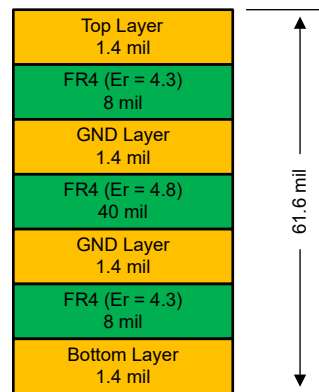 Top Layer
1.4 mil
FR4 (Er = 4.3)
8 mil
GND Layer
1.4 mil
FR4 (Er = 4.8)
40 mil
GND Layer
1.4 mil
FR4 (Er = 4.3)
8 mil
Bottom Layer
1.4 mil
61.6 mil